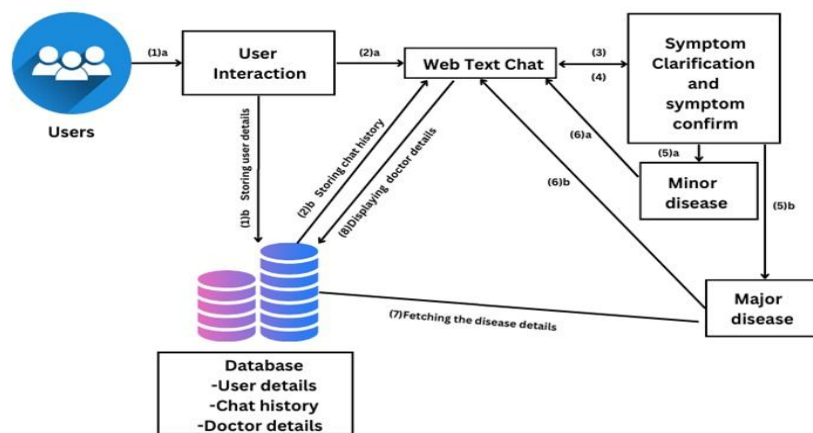 Users
(1)a
User
Interaction
(2)a
Web Text Chat
(3)
(4)
Symptom
Clarification
and
symptom
confirm
(5)a
(5)b
Minor
disease
(6)a
(6)b
Major
disease
(1)b Storing user details
(2)b Storing chat history
(8)Displaying doctor details
(7)Fetching the disease details
Database
-User details
-Chat history
-Doctor details